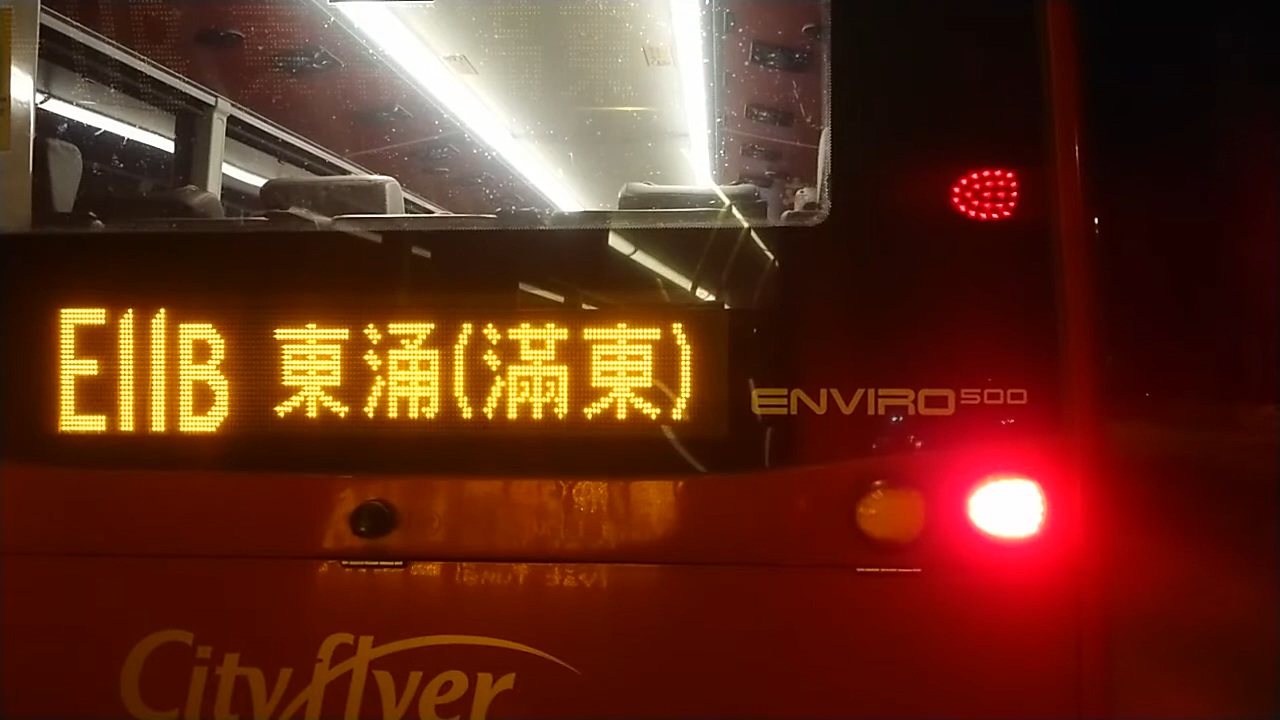 E11B 東涌(滿東)
ENVIRO500
Cityflyer